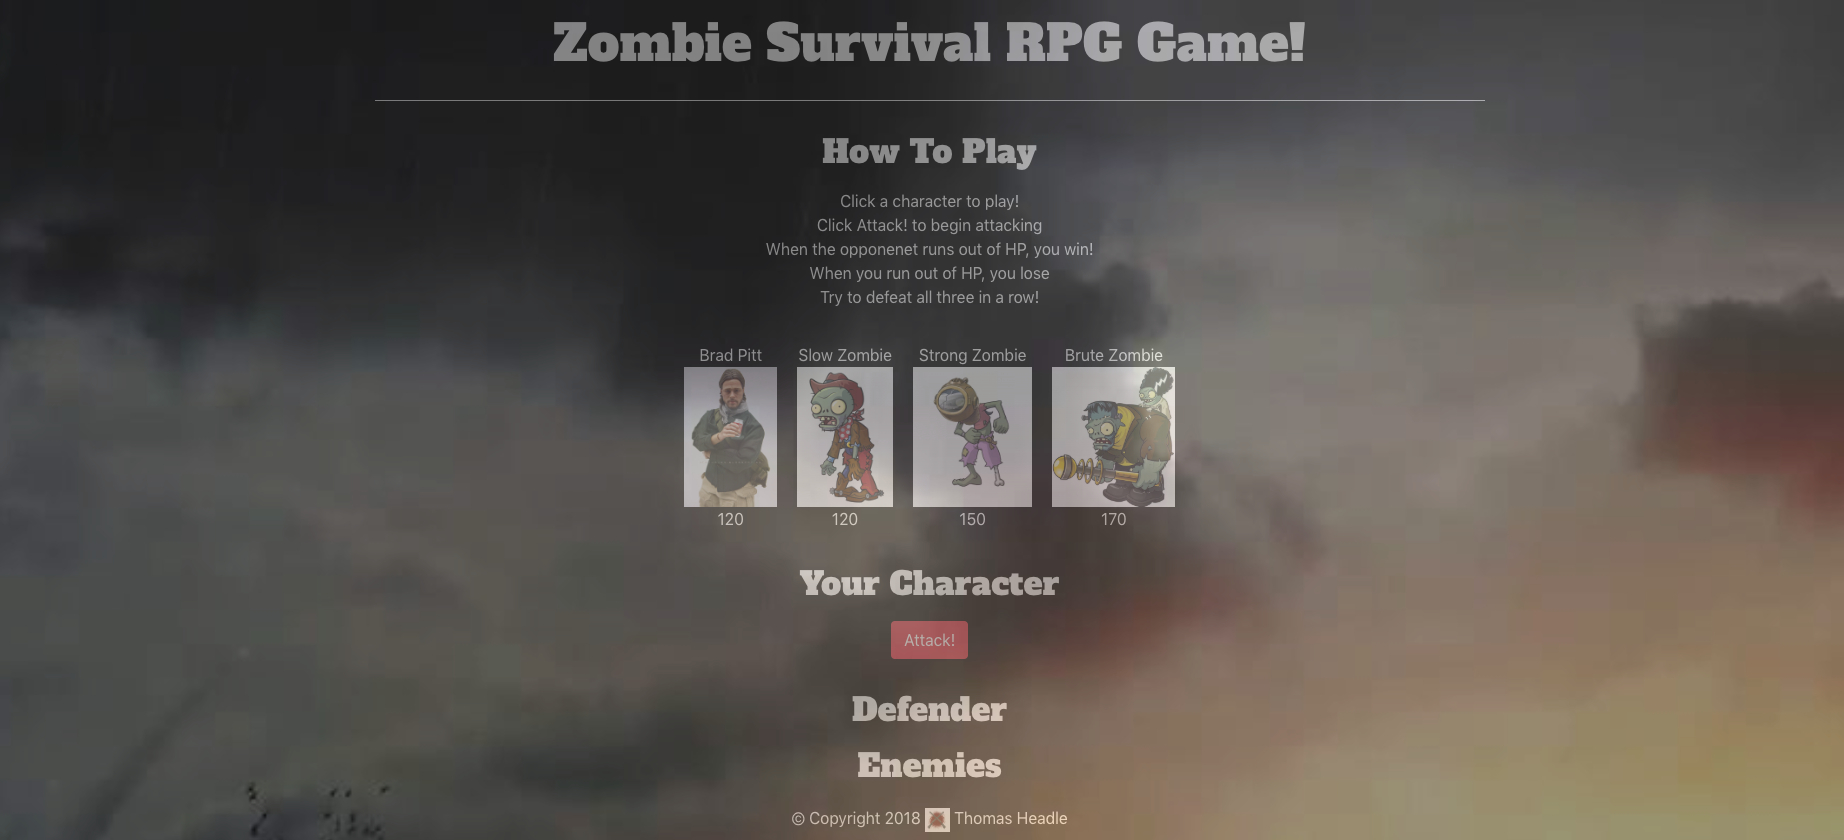 Zombie Survival RPG Game!
How To Play
Click a character to play!
Click Attack! to begin attacking
When the opponenet runs out of HP, you win!
When you run out of HP, you lose
Try to defeat all three in a row!
Brad Pitt Slow Zombie Strong Zombie Brute Zombie
120 120 150 170
Your Character
Attack!
Defender
Enemies
© Copyright 2018 Thomas Headle